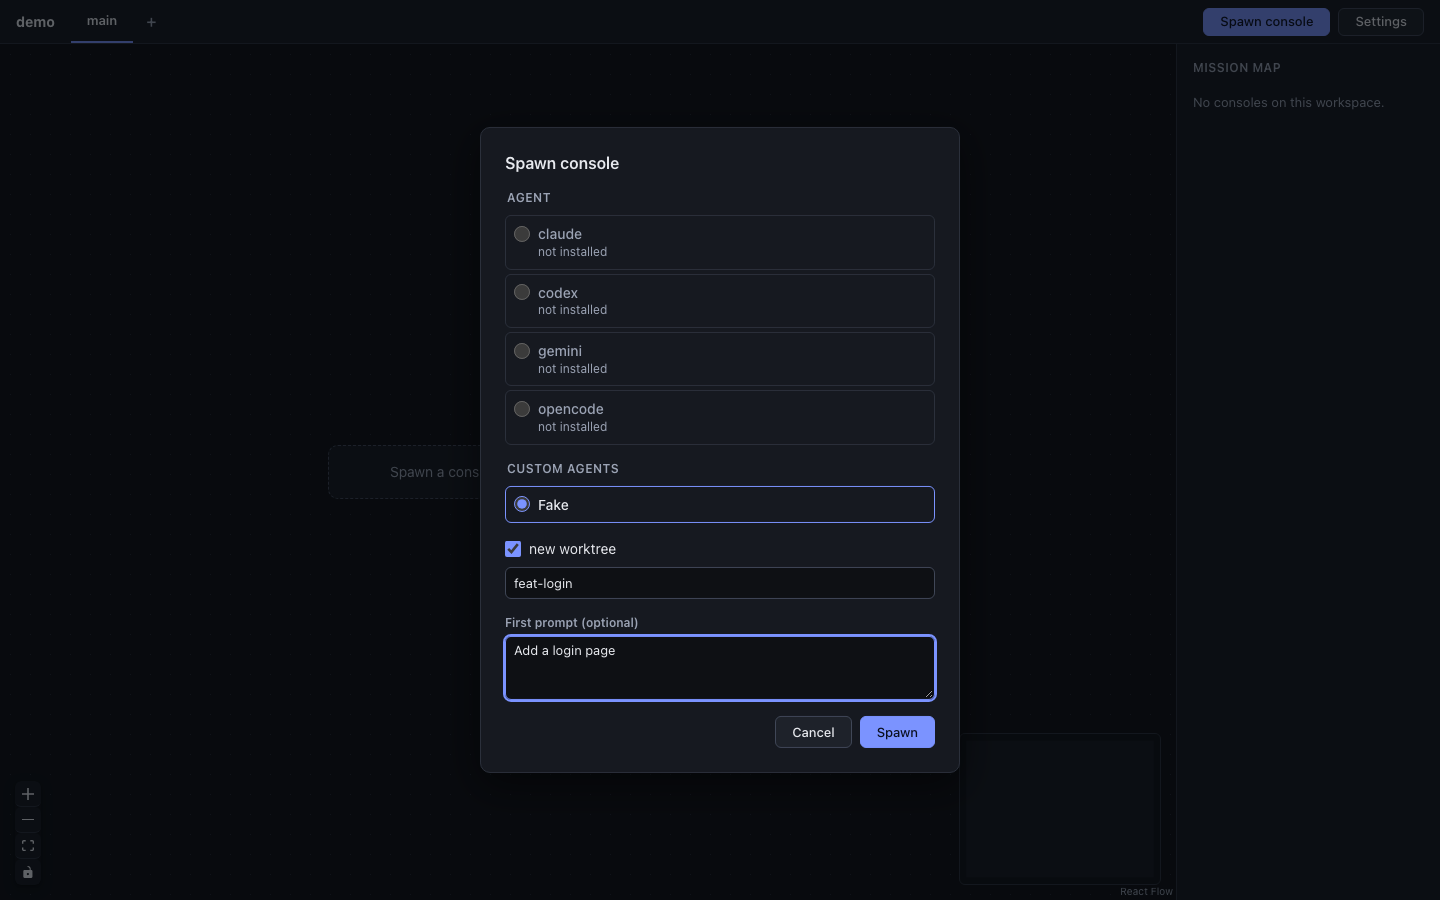 demo
main
+
Spawn console
Settings
MISSION MAP
No consoles on this workspace.
Spawn console
AGENT
claude
not installed
codex
not installed
gemini
not installed
opencode
not installed
Spawn a cons
CUSTOM AGENTS
Fake
new worktree
feat-login
First prompt (optional)
Add a login page
Cancel
Spawn
React Flow